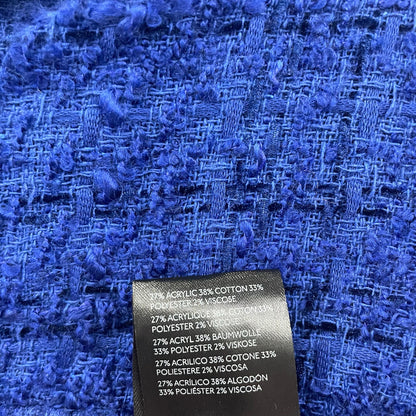 27% ACRYLIC 38% COTTON 33%
POLYESTER 2% VISCOSE
27% ACRYLIQUE 38% COTON 33%
POLYESTER 2% VISCOSE
27% ACRYL 38% BAUMWOLLE
33% POLYESTER 2% VISKOSE
27% ACRILICO 38% COTONE 33%
POLIESTERE 2% VISCOSA
27% ACRÍLICO 38% ALGODÓN
33% POLIÉSTER 2% VISCOSA